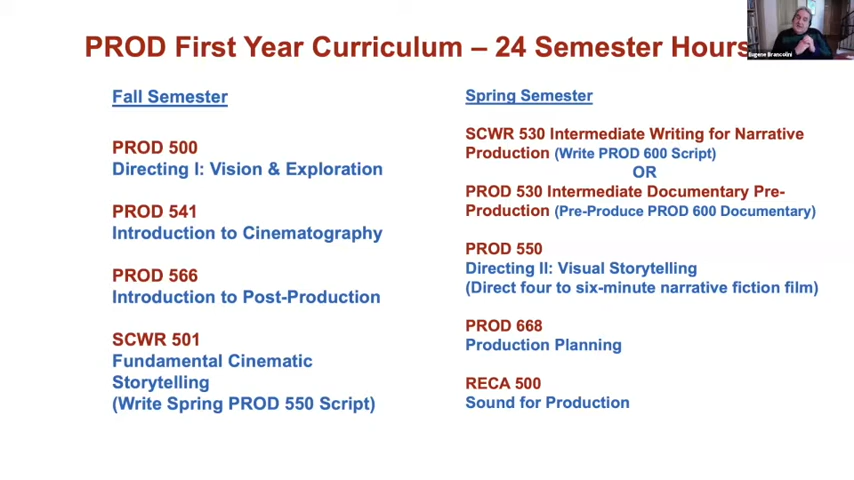 PROD First Year Curriculum – 24 Semester Hours
Eugene Brancolini
Fall Semester
PROD 500
Directing I: Vision & Exploration
PROD 541
Introduction to Cinematography
PROD 566
Introduction to Post-Production
SCWR 501
Fundamental Cinematic
Storytelling
(Write Spring PROD 550 Script)
Spring Semester
SCWR 530 Intermediate Writing for Narrative
Production (Write PROD 600 Script)
OR
PROD 530 Intermediate Documentary Pre-
Production (Pre-Produce PROD 600 Documentary)
PROD 550
Directing II: Visual Storytelling
(Direct four to six-minute narrative fiction film)
PROD 668
Production Planning
RECA 500
Sound for Production